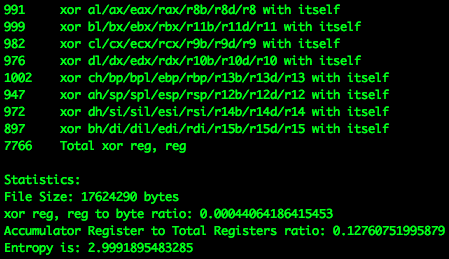 991 xor al/ax/eax/rax/r8b/r8d/r8 with itself
999 xor bl/bx/ebx/rbx/r11b/r11d/r11 with itself
982 xor cl/cx/ecx/rcx/r9b/r9d/r9 with itself
976 xor dl/dx/edx/rdx/r10b/r10d/r10 with itself
1002 xor ch/bp/bpl/ebp/rbp/r13b/r13d/r13 with itself
947 xor ah/sp/spl/esp/rsp/r12b/r12d/r12 with itself
972 xor dh/si/sil/esi/rsi/r14b/r14d/r14 with itself
897 xor bh/di/dil/edi/rdi/r15b/r15d/r15 with itself
7766 Total xor reg, reg
Statistics:
File Size: 17624290 bytes
xor reg, reg to byte ratio: 0.00044064186415453
Accumulator Register to Total Registers ratio: 0.12760751995879
Entropy is: 2.9991895483285